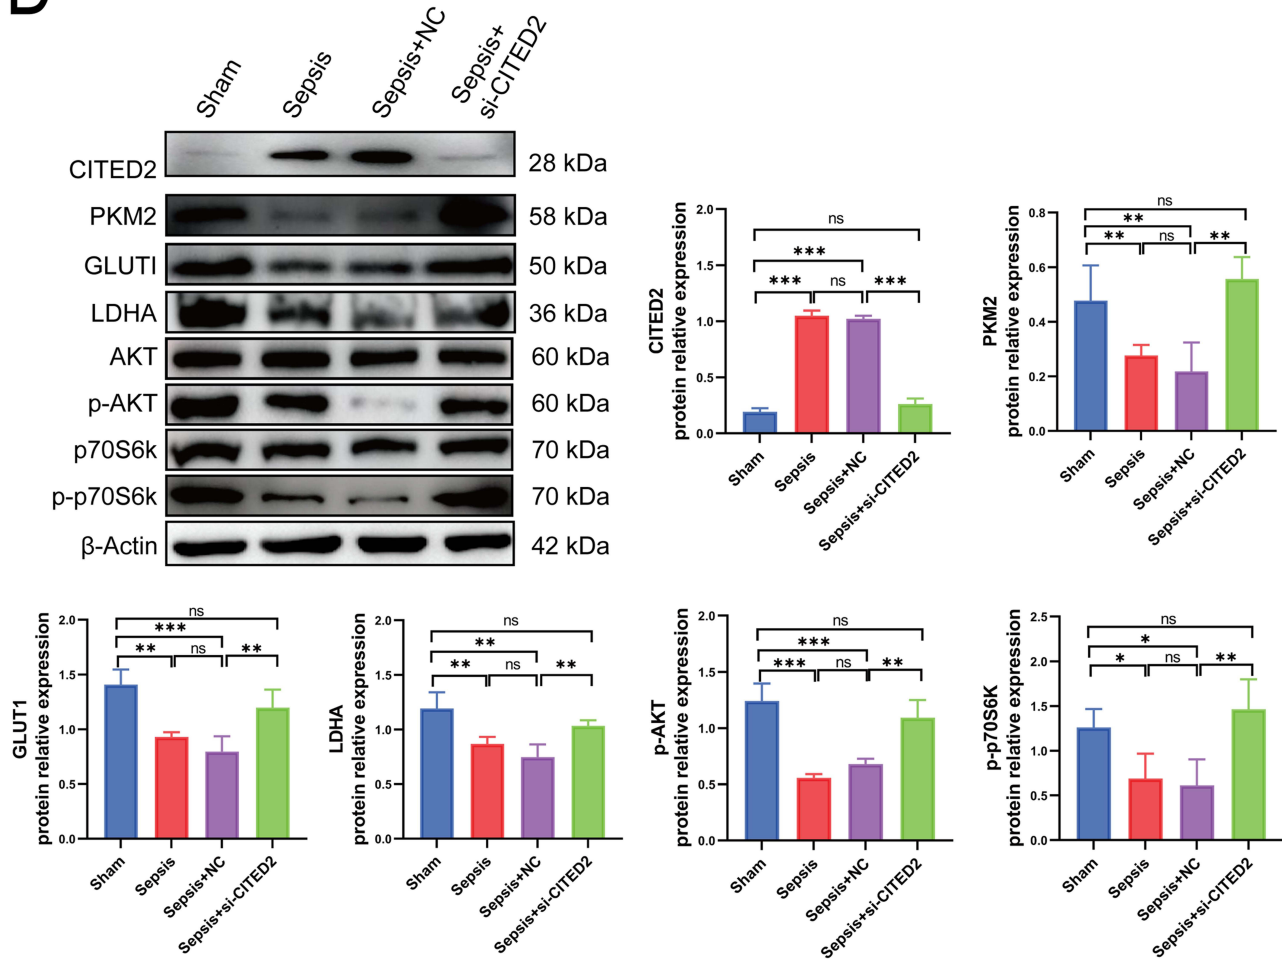 D
Sham
Sepsis
Sepsis+NC
Sepsis+
si-CITED2
CITED2
28 kDa
PKM2
58 kDa
GLUTI
50 kDa
LDHA
36 kDa
AKT
60 kDa
p-AKT
60 kDa
p70S6k
70 kDa
p-p70S6k
70 kDa
β-Actin
42 kDa
CITED2
protein relative expression
2.0
1.5
1.0
0.5
0.0
ns
***
*** ns ***
Sham
Sepsis
Sepsis+NC
Sepsis+si-CITED2
PKM2
protein relative expression
0.8
0.6
0.4
0.2
0.0
ns
**
** ns **
Sham
Sepsis
Sepsis+NC
Sepsis+si-CITED2
GLUT1
protein relative expression
2.0
1.5
1.0
0.5
0.0
ns
***
** ns **
Sham
Sepsis
Sepsis+NC
Sepsis+si-CITED2
LDHA
protein relative expression
2.0
1.5
1.0
0.5
0.0
ns
**
** ns **
Sham
Sepsis
Sepsis+NC
Sepsis+si-CITED2
p-AKT
protein relative expression
2.0
1.5
1.0
0.5
0.0
ns
***
*** ns **
Sham
Sepsis
Sepsis+NC
Sepsis+si-CITED2
p-p70S6K
protein relative expression
2.5
2.0
1.5
1.0
0.5
0.0
ns
*
* ns **
Sham
Sepsis
Sepsis+NC
Sepsis+si-CITED2